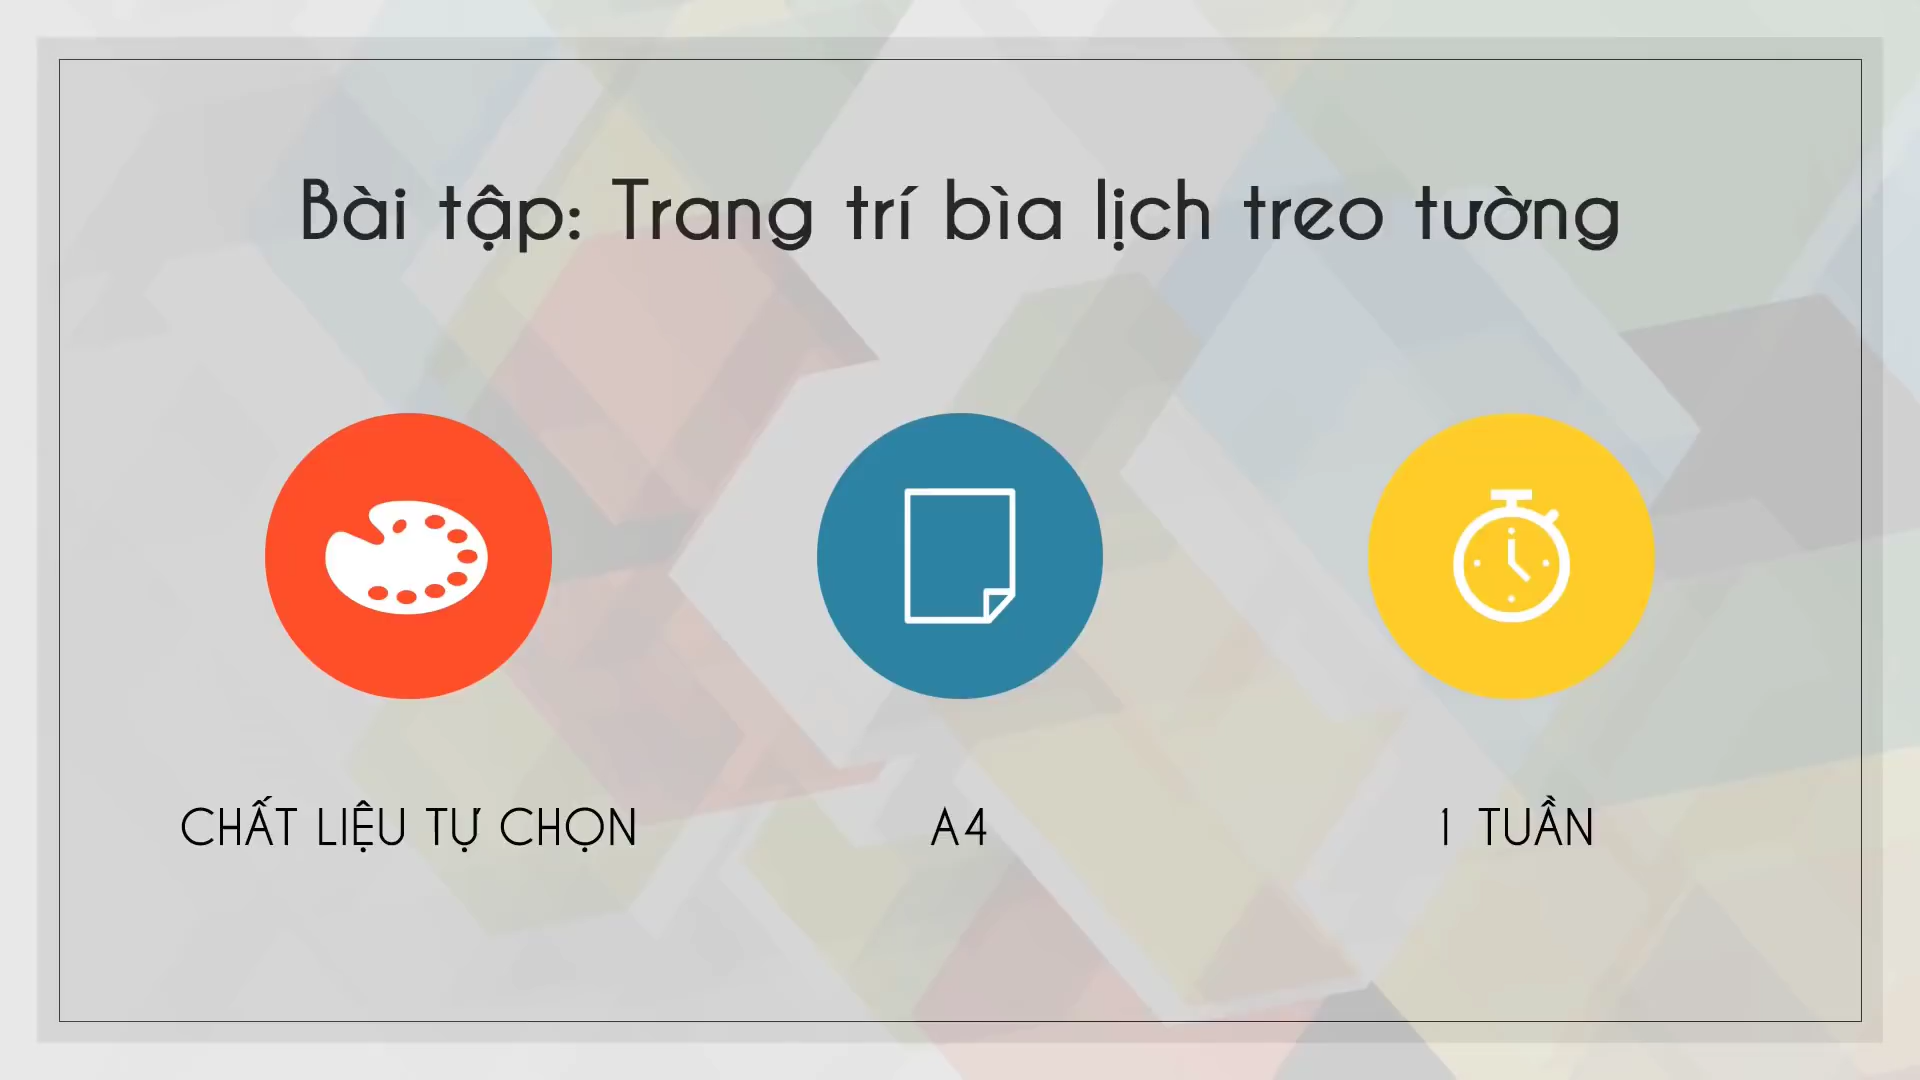 Bài tập: Trang trí bìa lịch treo tường
CHẤT LIỆU TỰ CHỌN
A4
1 TUẦN